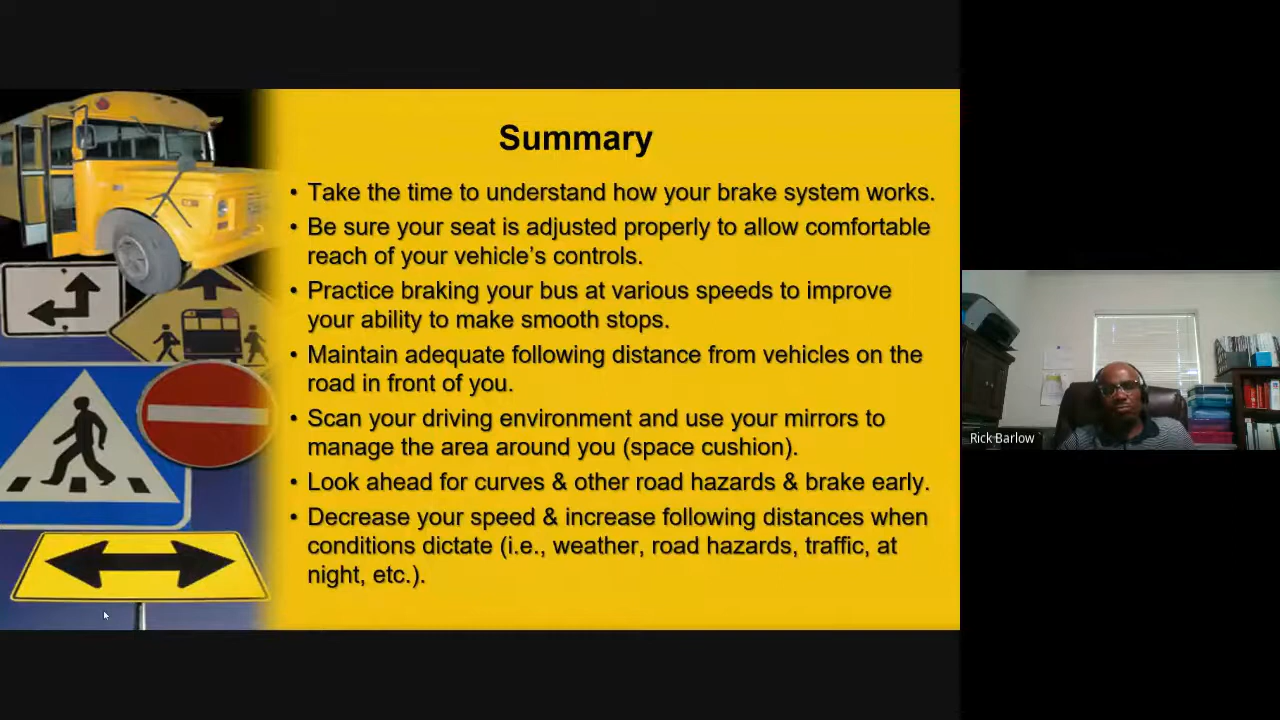 Summary
• Take the time to understand how your brake system works.
• Be sure your seat is adjusted properly to allow comfortable
reach of your vehicle's controls.
• Practice braking your bus at various speeds to improve
your ability to make smooth stops.
• Maintain adequate following distance from vehicles on the
road in front of you.
• Scan your driving environment and use your mirrors to
manage the area around you (space cushion).
• Look ahead for curves & other road hazards & brake early.
• Decrease your speed & increase following distances when
conditions dictate (i.e., weather, road hazards, traffic, at
night, etc.).
Rick Barlow